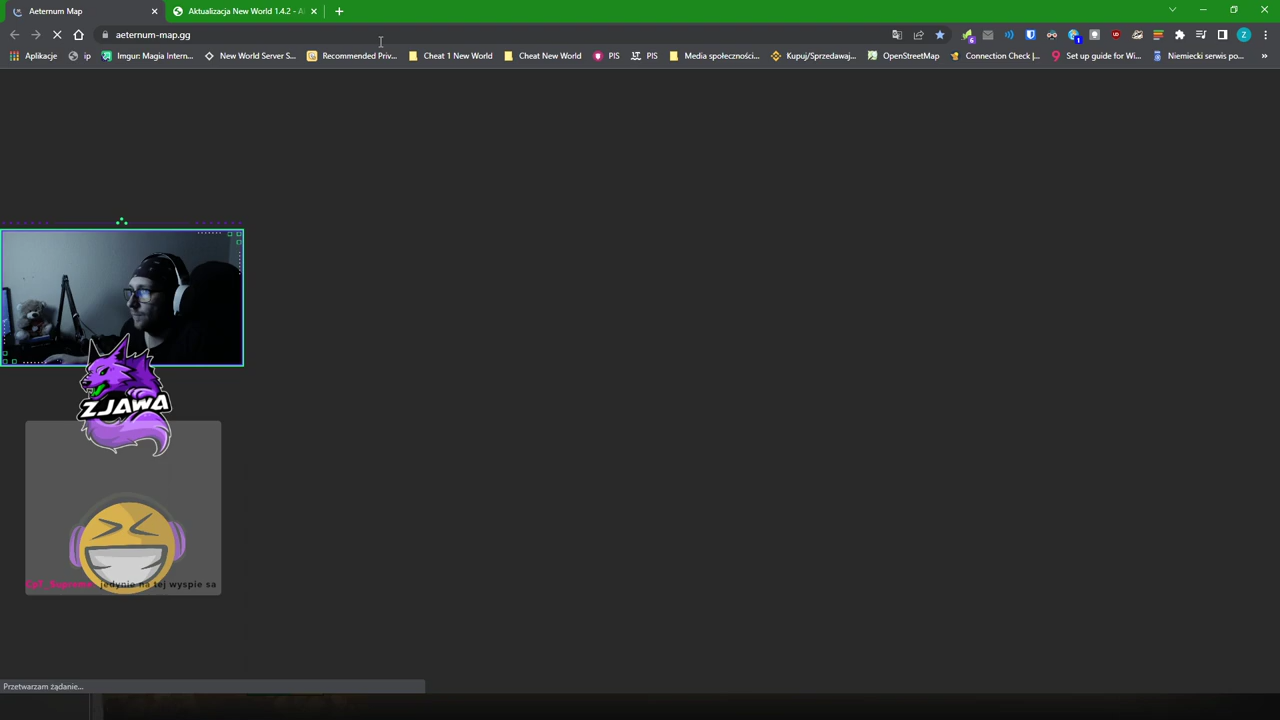 Aeternum Map
Aktualizacja New World 1.4.2 - A
aeternum-map.gg
Aplikacje
ip
Imgur: Magia Intern...
New World Server S...
Recommended Priv...
Cheat 1 New World
Cheat New World
PIS
PIS
Media społeczności...
Kupuj/Sprzedawaj...
OpenStreetMap
Connection Check |...
Set up guide for Wi...
Niemiecki serwis po...
»
ZJAWA
jedynie na tej wyspie sa
Przetwarzam żądanie...